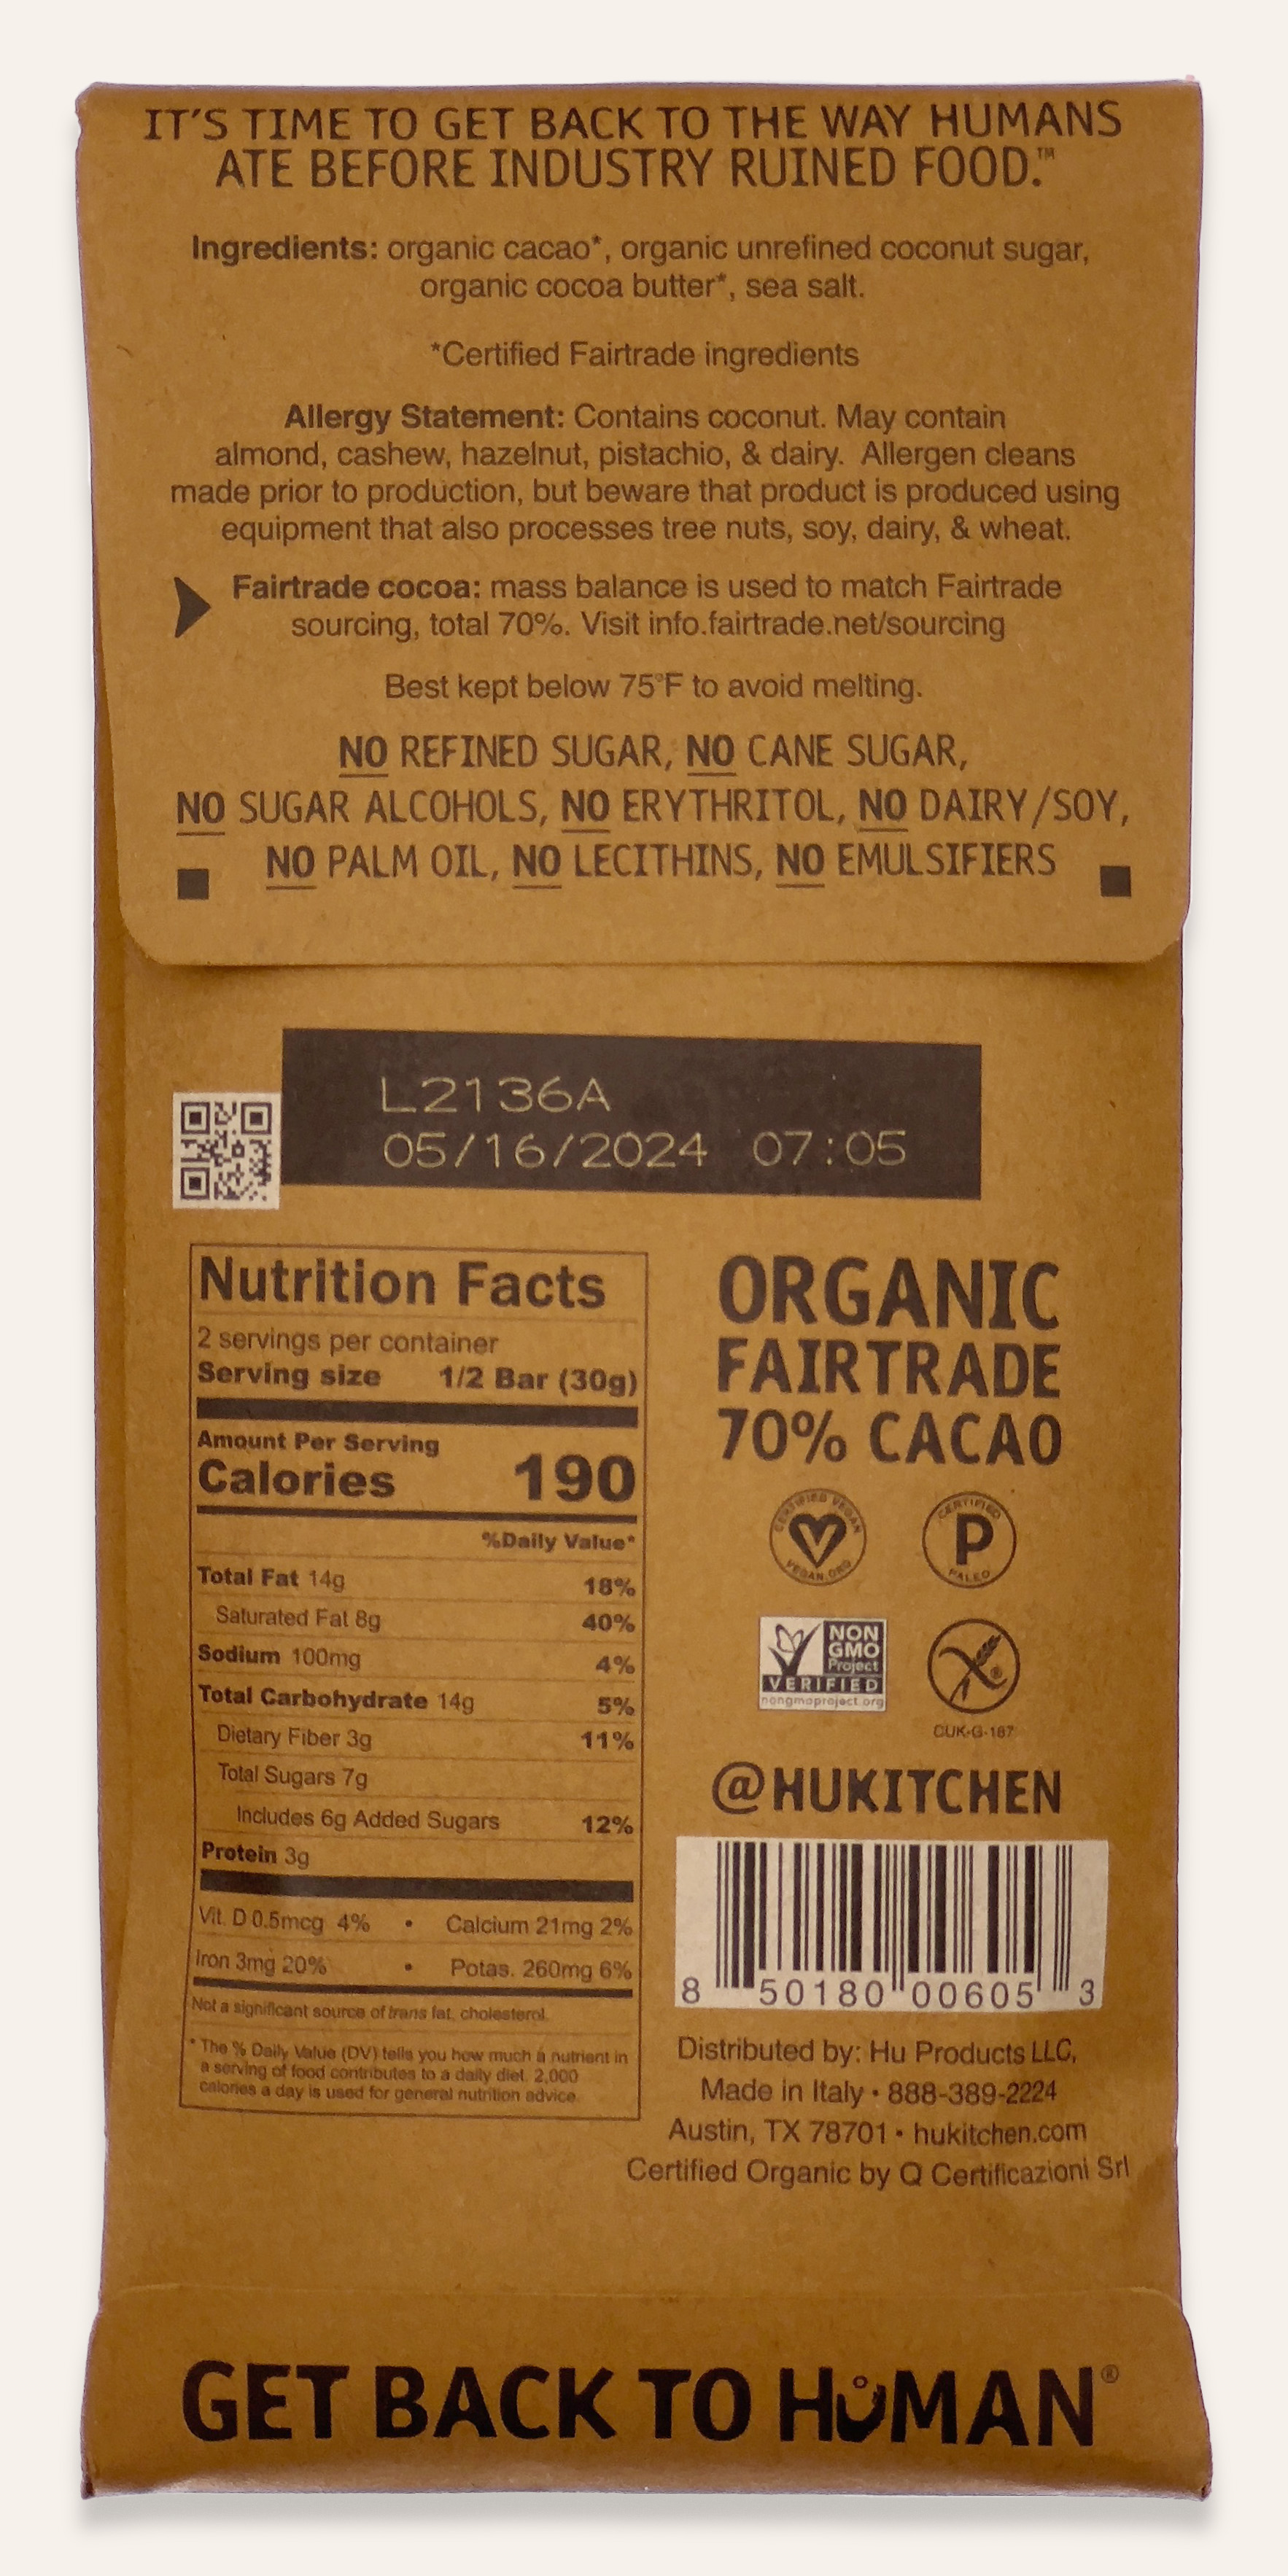 IT'S TIME TO GET BACK TO THE WAY HUMANS
ATE BEFORE INDUSTRY RUINED FOOD.™
Ingredients: organic cacao*, organic unrefined coconut sugar,
organic cocoa butter*, sea salt.
*Certified Fairtrade ingredients
Allergy Statement: Contains coconut. May contain
almond, cashew, hazelnut, pistachio, & dairy. Allergen cleans
made prior to production, but beware that product is produced using
equipment that also processes tree nuts, soy, dairy, & wheat.
Fairtrade cocoa: mass balance is used to match Fairtrade
sourcing, total 70%. Visit info.fairtrade.net/sourcing
Best kept below 75°F to avoid melting.
NO REFINED SUGAR, NO CANE SUGAR,
NO SUGAR ALCOHOLS, NO ERYTHRITOL, NO DAIRY/SOY,
NO PALM OIL, NO LECITHINS, NO EMULSIFIERS
L2136A
05/16/2024 07:05
Nutrition Facts
2 servings per container
Serving size 1/2 Bar (30g)
Amount Per Serving
Calories 190
%Daily Value*
Total Fat 14g 18%
Saturated Fat 8g 40%
Sodium 100mg 4%
Total Carbohydrate 14g 5%
Dietary Fiber 3g 11%
Total Sugars 7g
Includes 6g Added Sugars 12%
Protein 3g
Vit. D 0.5mcg 4% • Calcium 21mg 2%
Iron 3mg 20% • Potas. 260mg 6%
Not a significant source of trans fat, cholesterol.
* The % Daily Value (DV) tells you how much a nutrient in
a serving of food contributes to a daily diet. 2,000
calories a day is used for general nutrition advice.
ORGANIC
FAIRTRADE
70% CACAO
CERTIFIED VEGAN
VEGAN.ORG
CERTIFIED
P
PALEO
NON
GMO
Project
VERIFIED
nongmoproject.org
CUK-G-187
@HUKITCHEN
8 50180 00605 3
Distributed by: Hu Products LLC,
Made in Italy • 888-389-2224
Austin, TX 78701 • hukitchen.com
Certified Organic by Q Certificazioni Srl
GET BACK TO HUMAN®